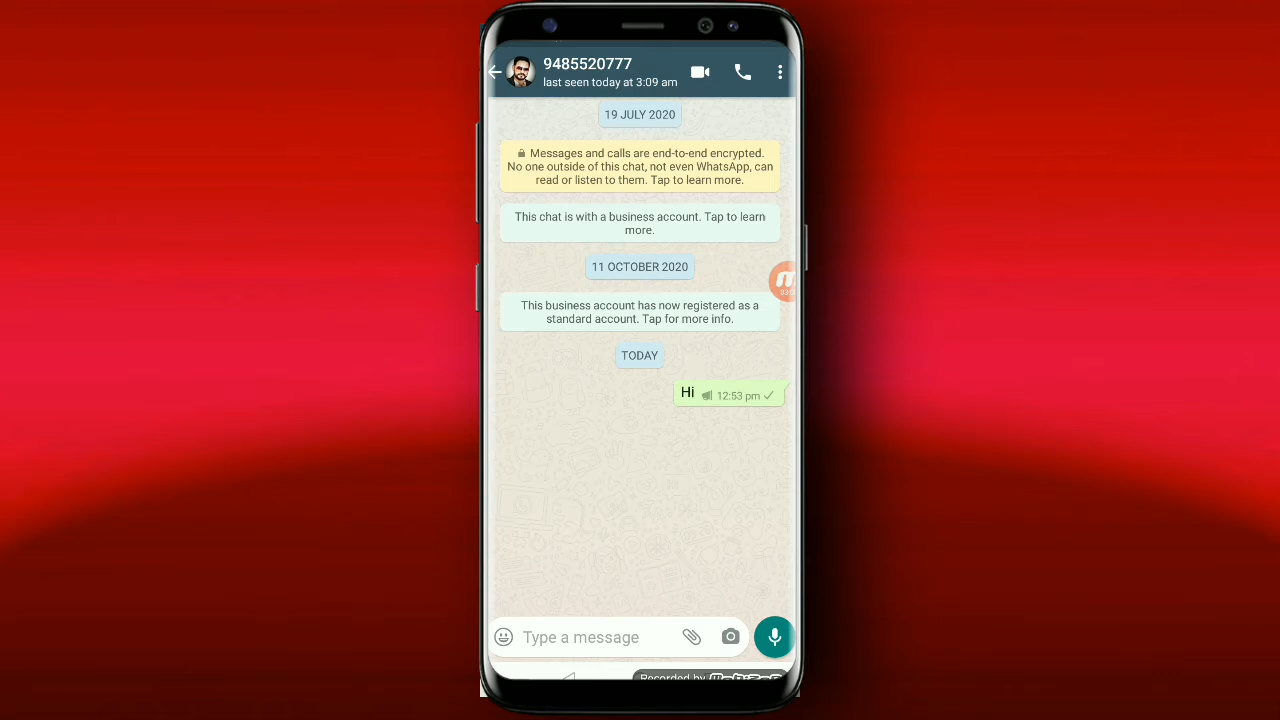 9485520777
last seen today at 3:09 am
19 JULY 2020
Messages and calls are end-to-end encrypted.
No one outside of this chat, not even WhatsApp, can
read or listen to them. Tap to learn more.
This chat is with a business account. Tap to learn
more.
11 OCTOBER 2020
This business account has now registered as a
standard account. Tap for more info.
TODAY
Hi 12:53 pm
Type a message
Recorded by